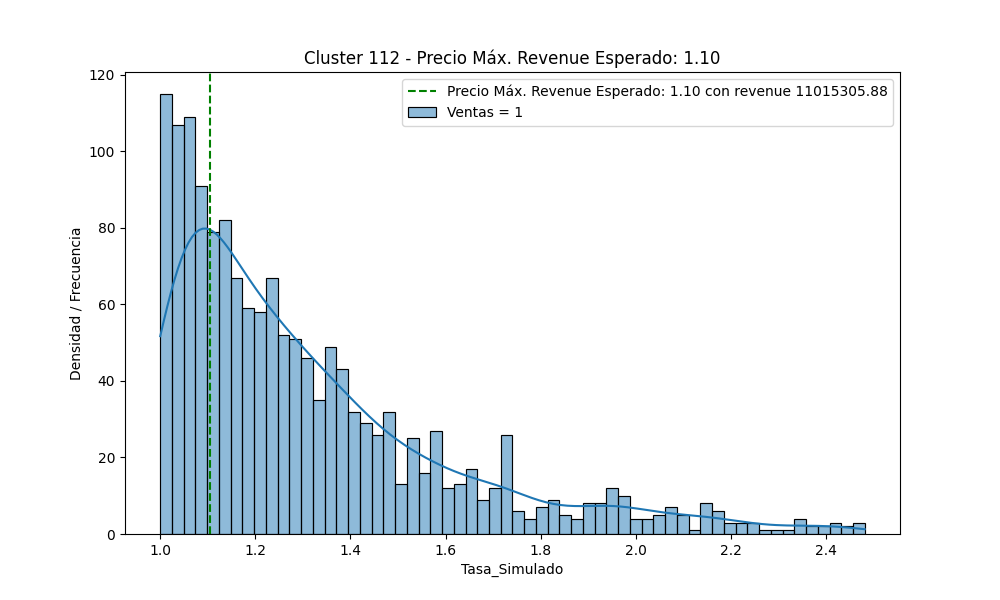 Cluster 112 - Precio Máx. Revenue Esperado: 1.10
Precio Máx. Revenue Esperado: 1.10 con revenue 11015305.88
Ventas = 1
Densidad / Frecuencia
120
100
80
60
40
20
0
1.0 1.2 1.4 1.6 1.8 2.0 2.2 2.4
Tasa_Simulado